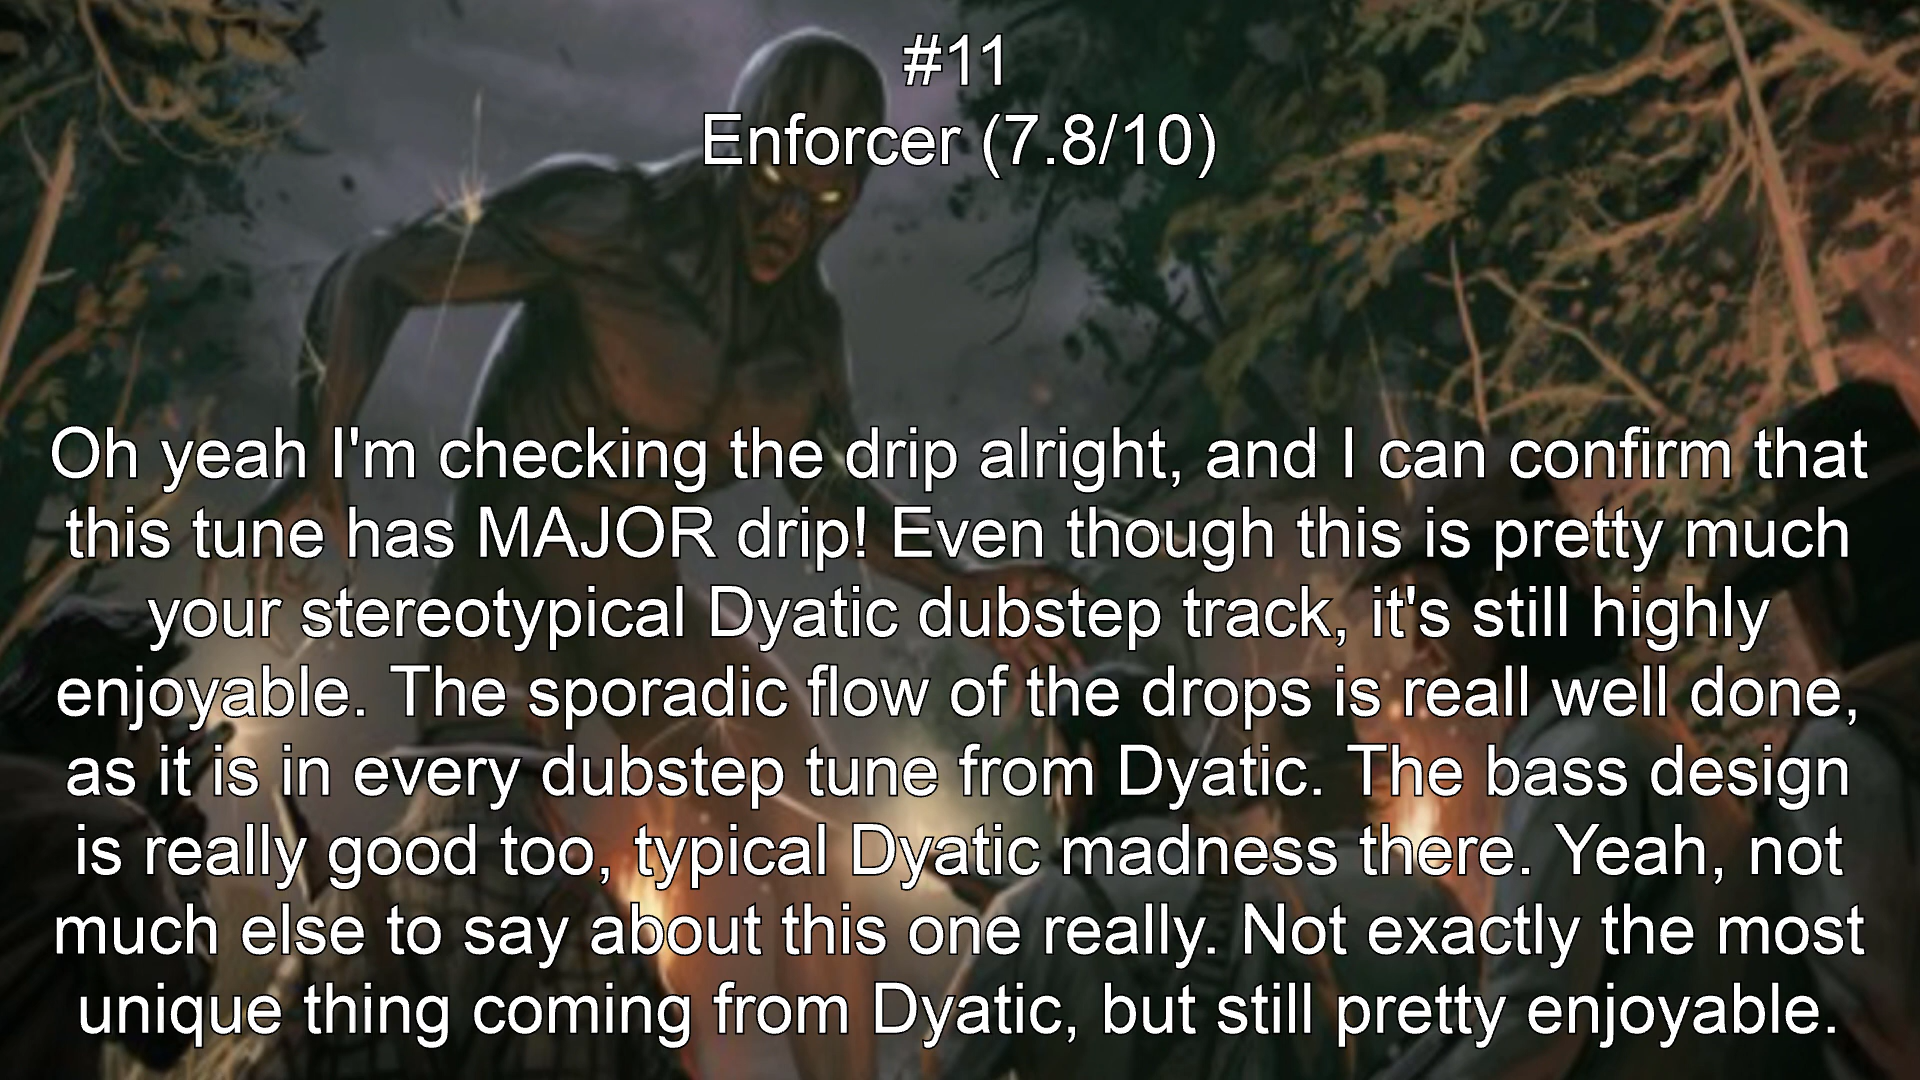 #11
Enforcer (7.8/10)
Oh yeah I'm checking the drip alright, and I can confirm that
this tune has MAJOR drip! Even though this is pretty much
your stereotypical Dyatic dubstep track, it's still highly
enjoyable. The sporadic flow of the drops is reall well done,
as it is in every dubstep tune from Dyatic. The bass design
is really good too, typical Dyatic madness there. Yeah, not
much else to say about this one really. Not exactly the most
unique thing coming from Dyatic, but still pretty enjoyable.